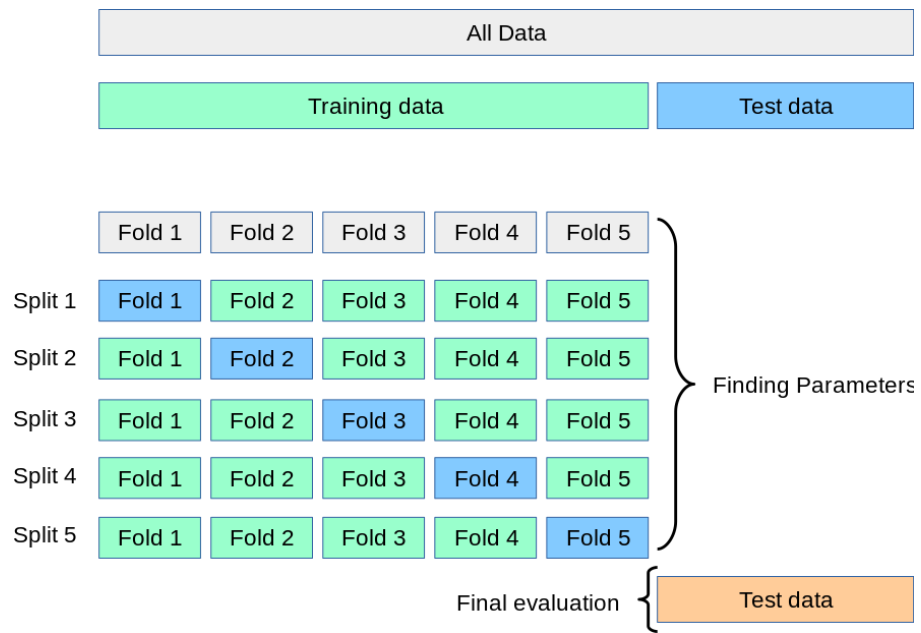 All Data
Training data Test data
Fold 1 Fold 2 Fold 3 Fold 4 Fold 5
Split 1 Fold 1 Fold 2 Fold 3 Fold 4 Fold 5
Split 2 Fold 1 Fold 2 Fold 3 Fold 4 Fold 5
Finding Parameters
Split 3 Fold 1 Fold 2 Fold 3 Fold 4 Fold 5
Split 4 Fold 1 Fold 2 Fold 3 Fold 4 Fold 5
Split 5 Fold 1 Fold 2 Fold 3 Fold 4 Fold 5
Final evaluation Test data